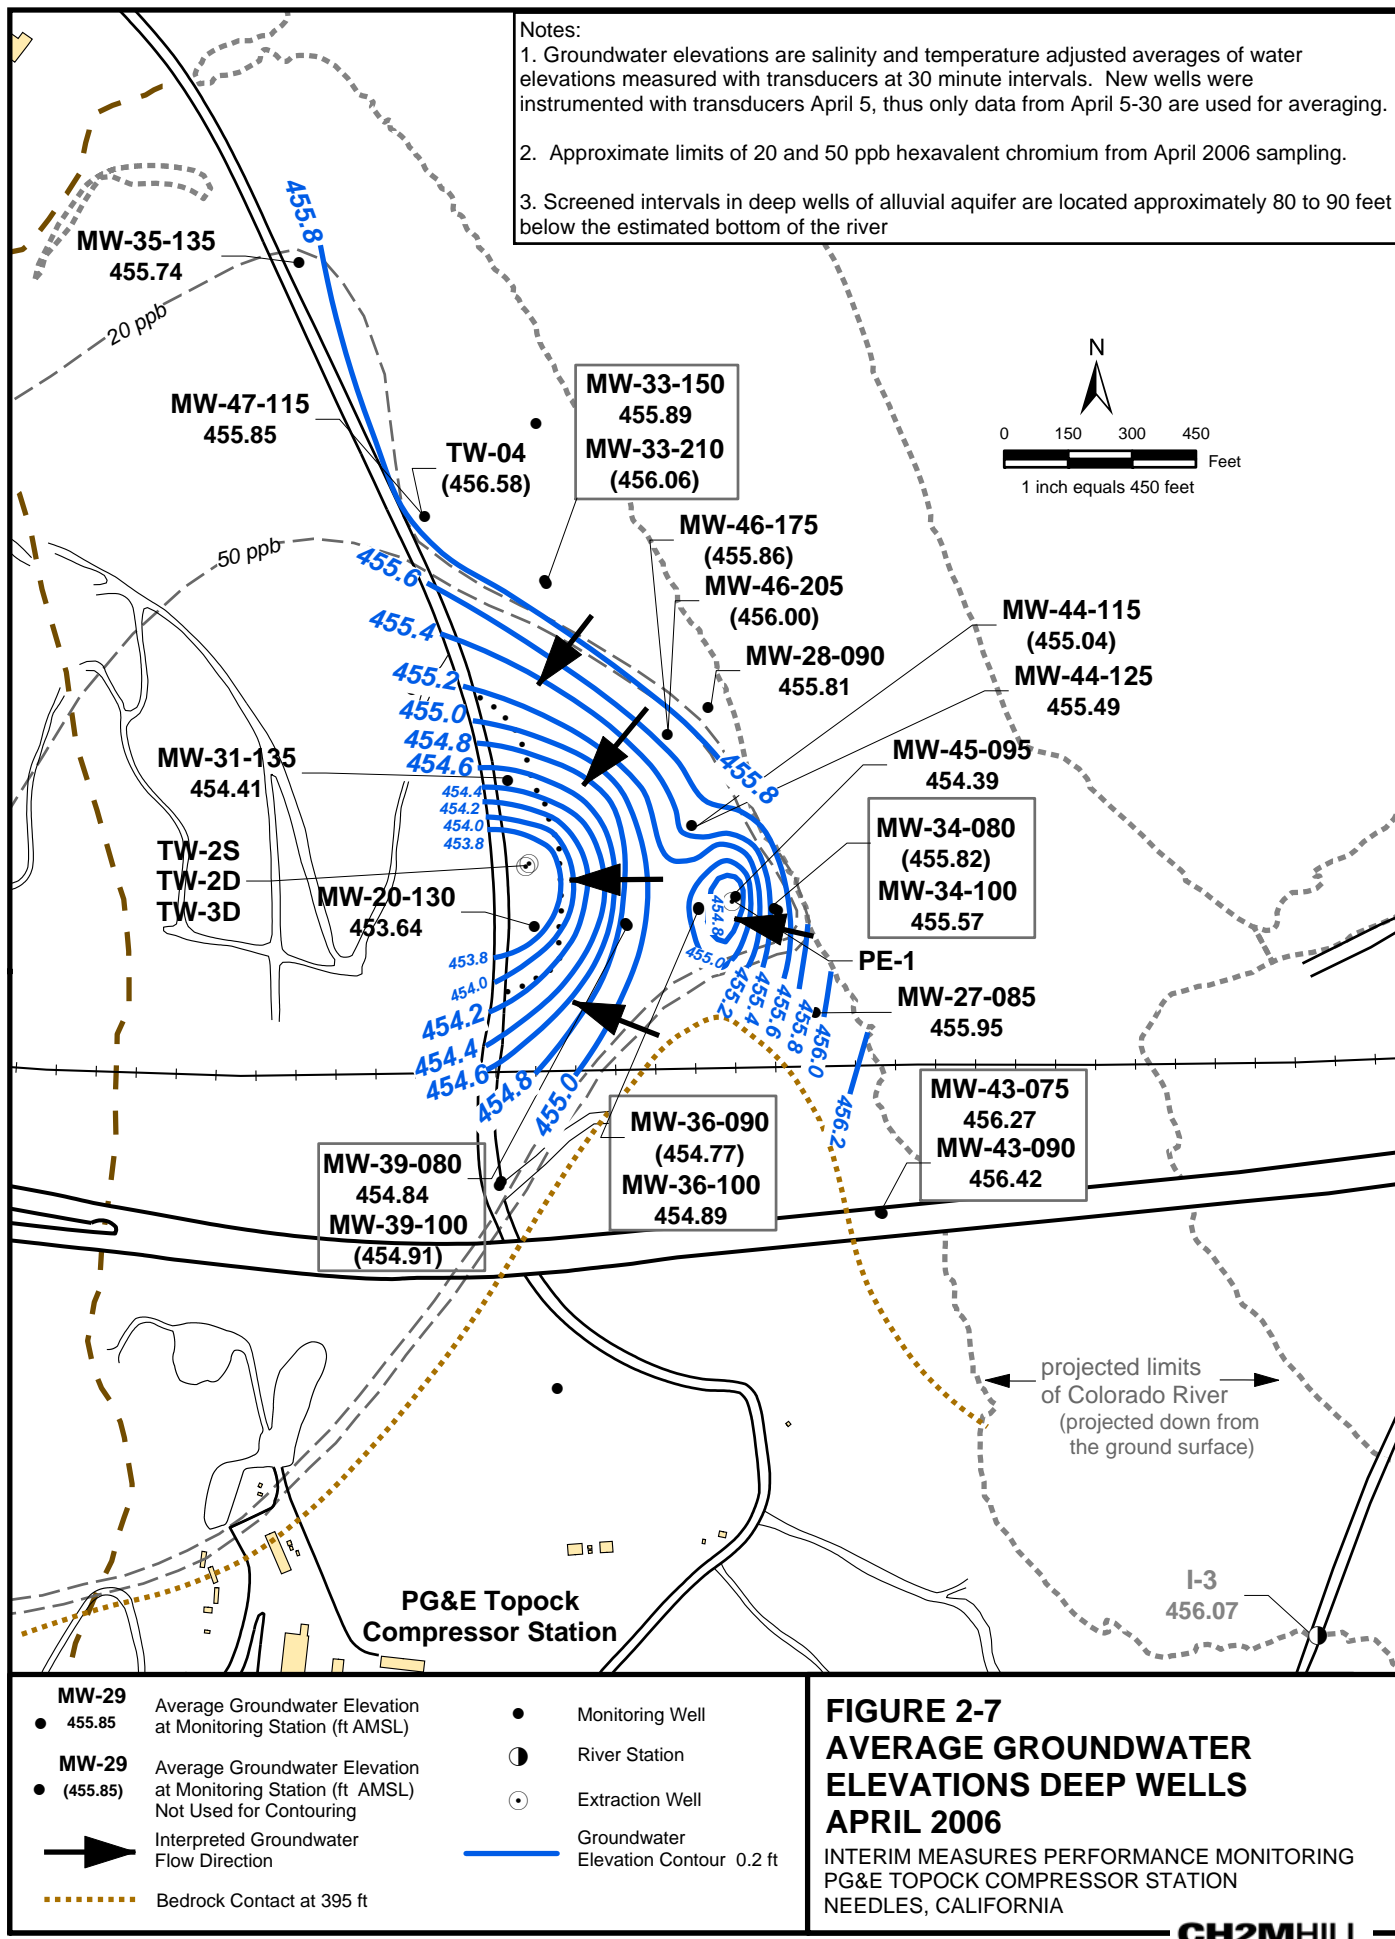 Notes:
1. Groundwater elevations are salinity and temperature adjusted averages of water
elevations measured with transducers at 30 minute intervals. New wells were
instrumented with transducers April 5, thus only data from April 5-30 are used for averaging.
2. Approximate limits of 20 and 50 ppb hexavalent chromium from April 2006 sampling.
3. Screened intervals in deep wells of alluvial aquifer are located approximately 80 to 90 feet
below the estimated bottom of the river
455.8
MW-35-135
455.74
20 ppb
N
0 150 300 450
Feet
1 inch equals 450 feet
MW-33-150
455.89
MW-33-210
(456.06)
MW-47-115
455.85
TW-04
(456.58)
50 ppb
455.6
MW-46-175
(455.86)
MW-46-205
(456.00)
MW-44-115
(455.04)
MW-44-125
455.49
455.4
MW-28-090
455.81
455.2
455.0
454.8
454.6
454.4
454.2
454.0
453.8
MW-31-135
454.41
455.8
MW-45-095
454.39
MW-34-080
(455.82)
MW-34-100
455.57
TW-2S
TW-2D
TW-3D
MW-20-130
453.64
454.8
455.0
PE-1
453.8
454.0
454.2
454.4
454.6
454.8
455.0
455.2
455.4
455.6
455.8
456.0
456.2
MW-27-085
455.95
MW-43-075
456.27
MW-43-090
456.42
MW-36-090
(454.77)
MW-36-100
454.89
MW-39-080
454.84
MW-39-100
(454.91)
projected limits
of Colorado River
(projected down from
the ground surface)
I-3
456.07
PG&E Topock
Compressor Station
MW-29
455.85
Average Groundwater Elevation
at Monitoring Station (ft AMSL)
MW-29
(455.85)
Average Groundwater Elevation
at Monitoring Station (ft AMSL)
Not Used for Contouring
Interpreted Groundwater
Flow Direction
Bedrock Contact at 395 ft
Monitoring Well
River Station
Extraction Well
Groundwater
Elevation Contour 0.2 ft
FIGURE 2-7
AVERAGE GROUNDWATER
ELEVATIONS DEEP WELLS
APRIL 2006
INTERIM MEASURES PERFORMANCE MONITORING
PG&E TOPOCK COMPRESSOR STATION
NEEDLES, CALIFORNIA
CH2MHILL